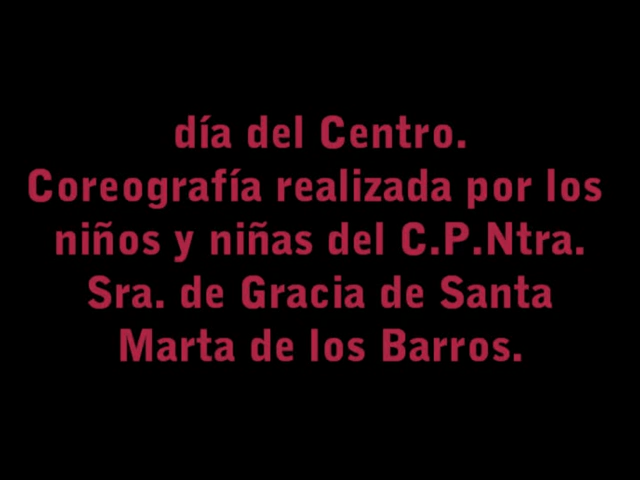 día del Centro.
Coreografía realizada por los
niños y niñas del C.P.Ntra.
Sra. de Gracia de Santa
Marta de los Barros.